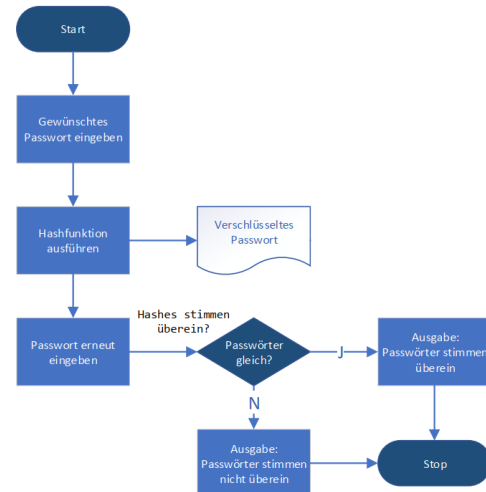 Start
Gewünschtes
Passwort eingeben
Hashfunktion
ausführen
Verschlüsseltes
Passwort
Passwort erneut
eingeben
Hashes stimmen
überein?
Passwörter
gleich?
J
Ausgabe:
Passwörter stimmen
überein
N
Ausgabe:
Passwörter stimmen
nicht überein
Stop